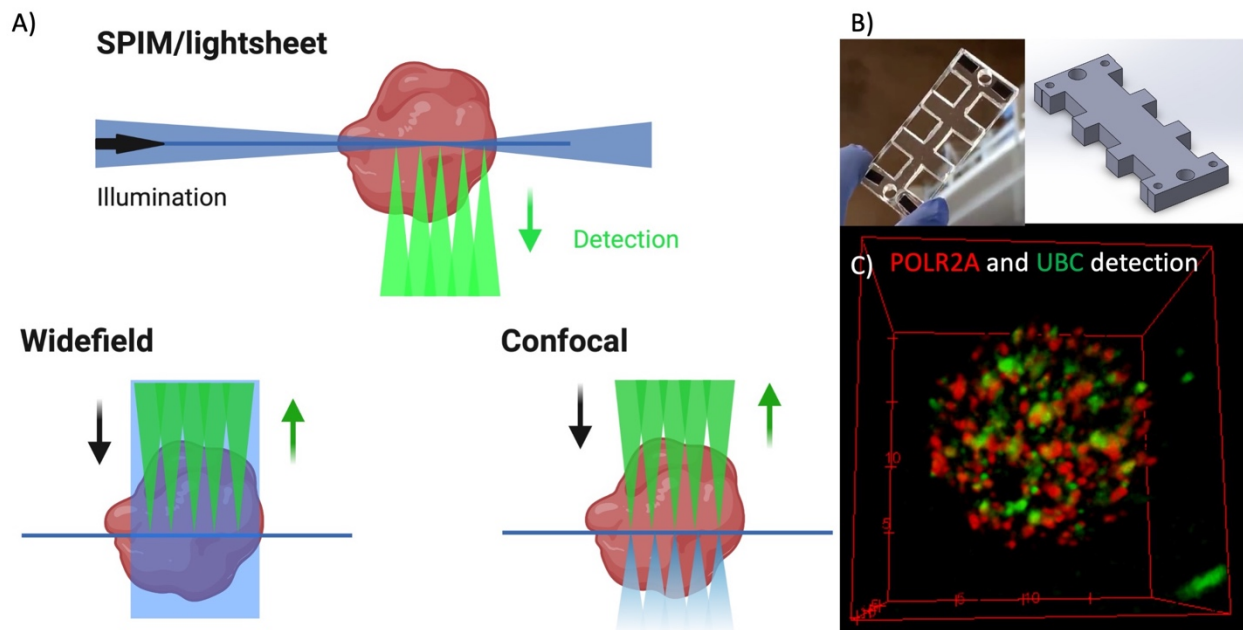 A)
SPIM/lightsheet
Illumination
Detection
Widefield
Confocal
B)
C) POLR2A and UBC detection
10
5
5
10